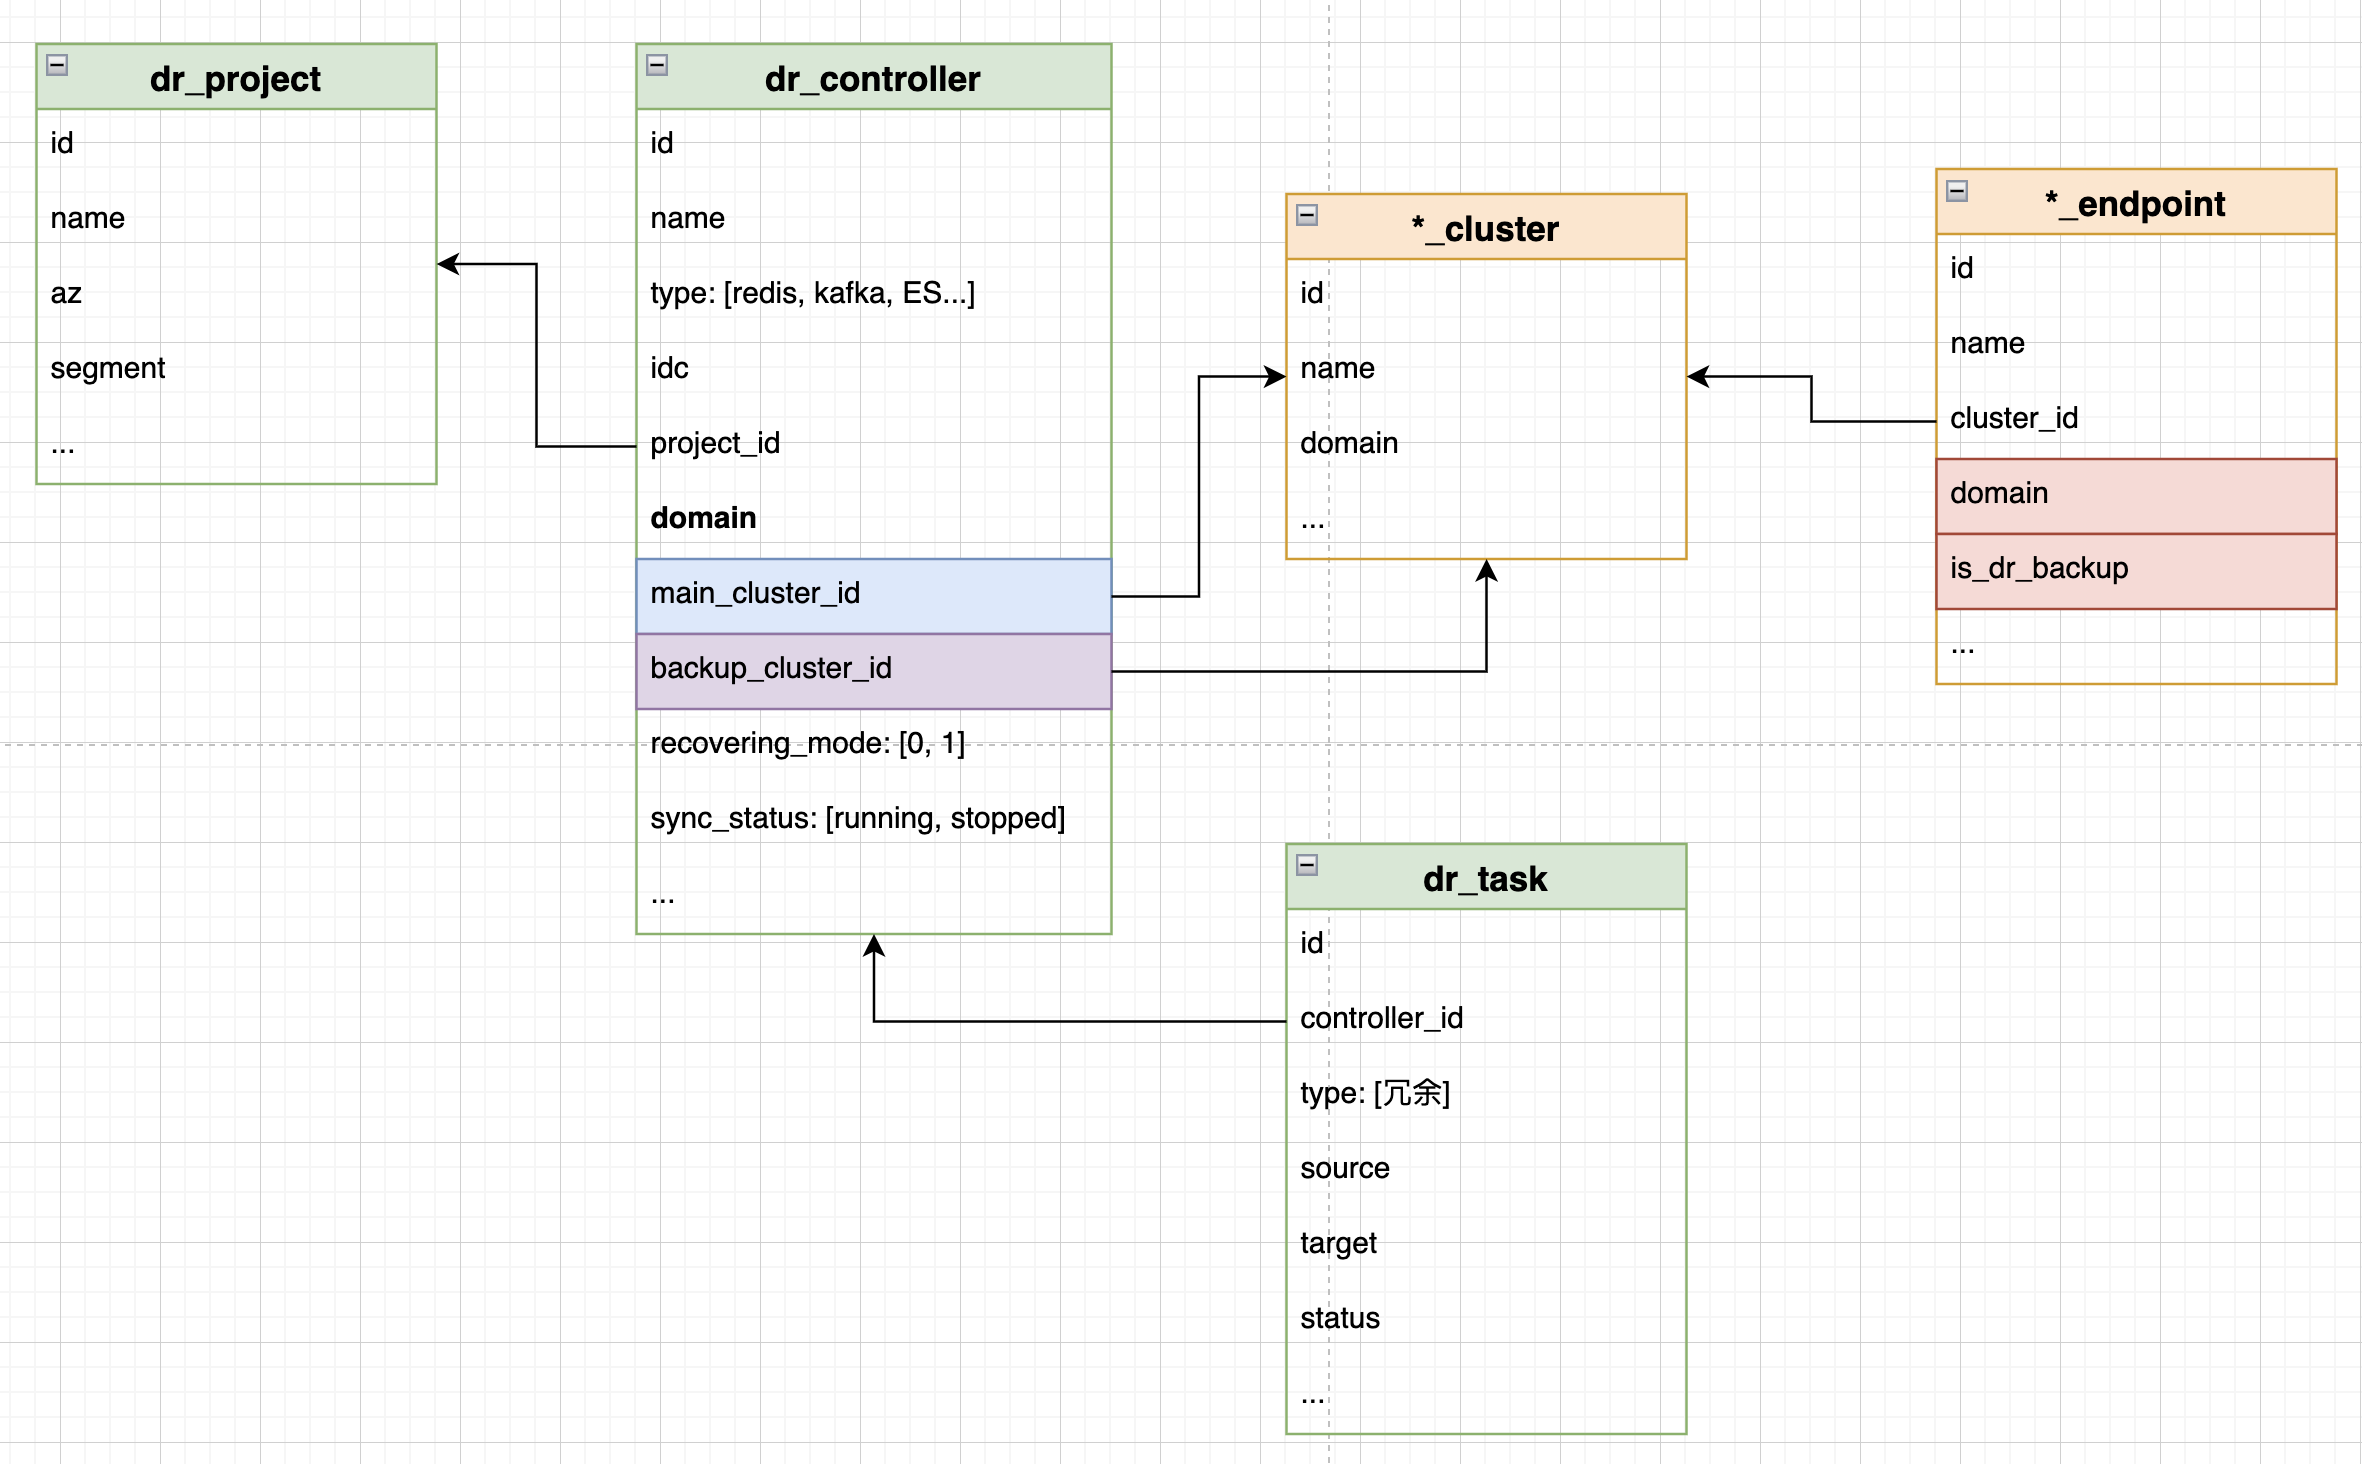 dr_project
id
name
az
segment
...
dr_controller
id
name
type: [redis, kafka, ES...]
idc
project_id
domain
main_cluster_id
backup_cluster_id
recovering_mode: [0, 1]
sync_status: [running, stopped]
...
*_cluster
id
name
domain
...
*_endpoint
id
name
cluster_id
domain
is_dr_backup
...
dr_task
id
controller_id
type: [冗余]
source
target
status
...